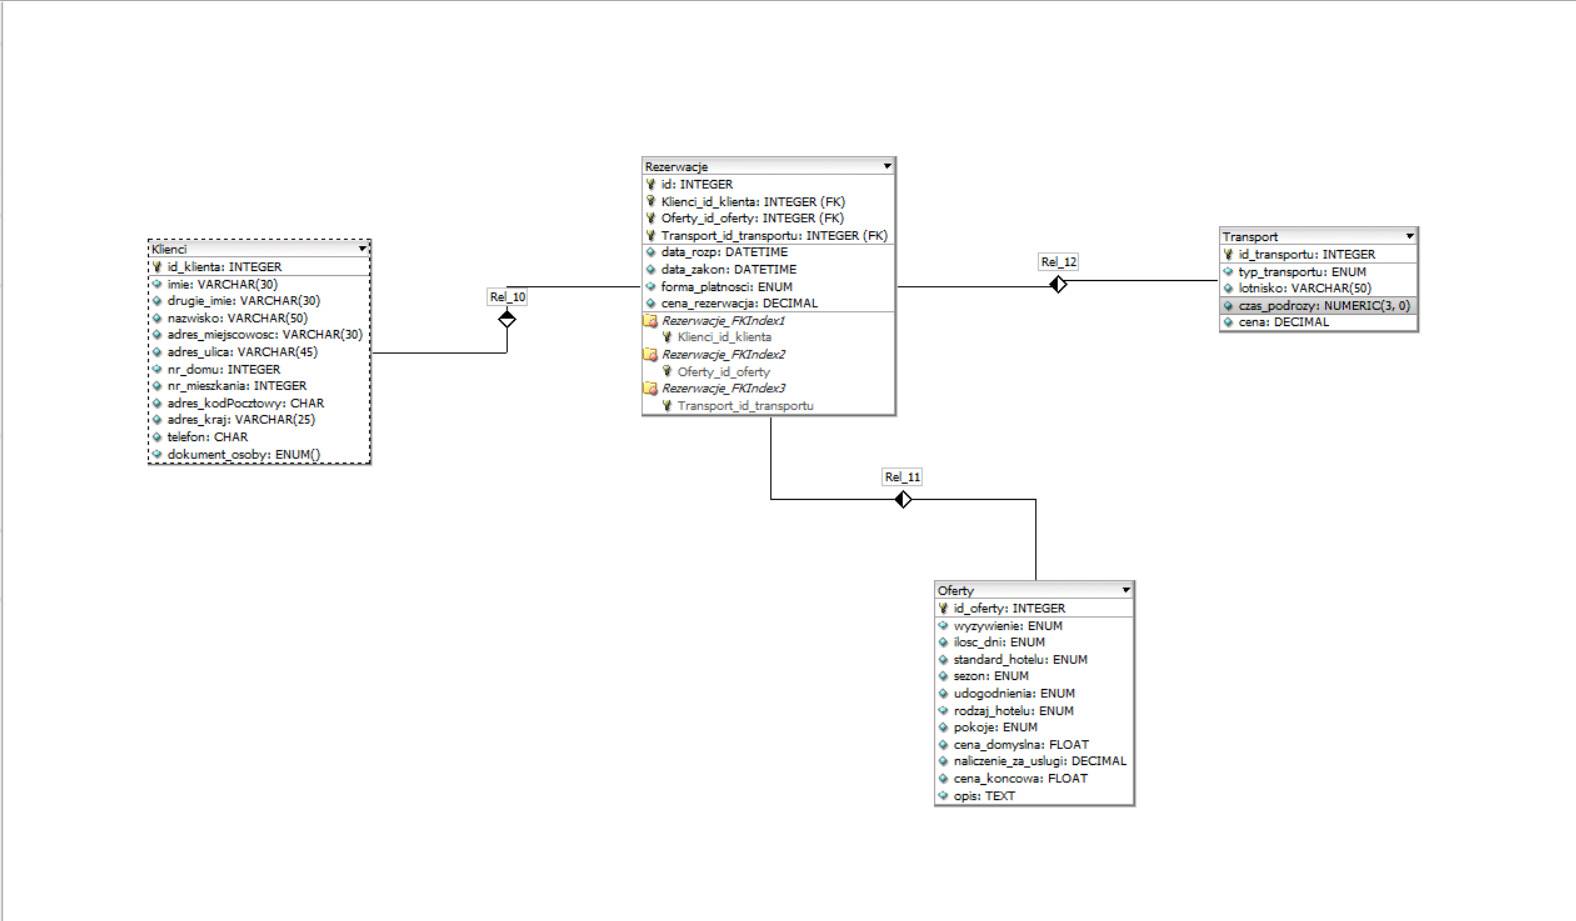 Klienci
id_klienta: INTEGER
imie: VARCHAR(30)
drugie_imie: VARCHAR(30)
nazwisko: VARCHAR(50)
adres_miejscowosc: VARCHAR(30)
adres_ulica: VARCHAR(45)
nr_domu: INTEGER
nr_mieszkania: INTEGER
adres_kodPocztowy: CHAR
adres_kraj: VARCHAR(25)
telefon: CHAR
dokument_osoby: ENUM()
Rel_10
Rezerwacje
id: INTEGER
Klienci_id_klienta: INTEGER (FK)
Oferty_id_oferty: INTEGER (FK)
Transport_id_transportu: INTEGER (FK)
data_rozp: DATETIME
data_zakon: DATETIME
forma_platnosci: ENUM
cena_rezerwacja: DECIMAL
Rezerwacje_FKIndex1
Klienci_id_klienta
Rezerwacje_FKIndex2
Oferty_id_oferty
Rezerwacje_FKIndex3
Transport_id_transportu
Rel_12
Transport
id_transportu: INTEGER
typ_transportu: ENUM
lotnisko: VARCHAR(50)
czas_podrozy: NUMERIC(3, 0)
cena: DECIMAL
Rel_11
Oferty
id_oferty: INTEGER
wyzywienie: ENUM
ilosc_dni: ENUM
standard_hotelu: ENUM
sezon: ENUM
udogodnienia: ENUM
rodzaj_hotelu: ENUM
pokoje: ENUM
cena_domyslna: FLOAT
naliczenie_za_uslugi: DECIMAL
cena_koncowa: FLOAT
opis: TEXT